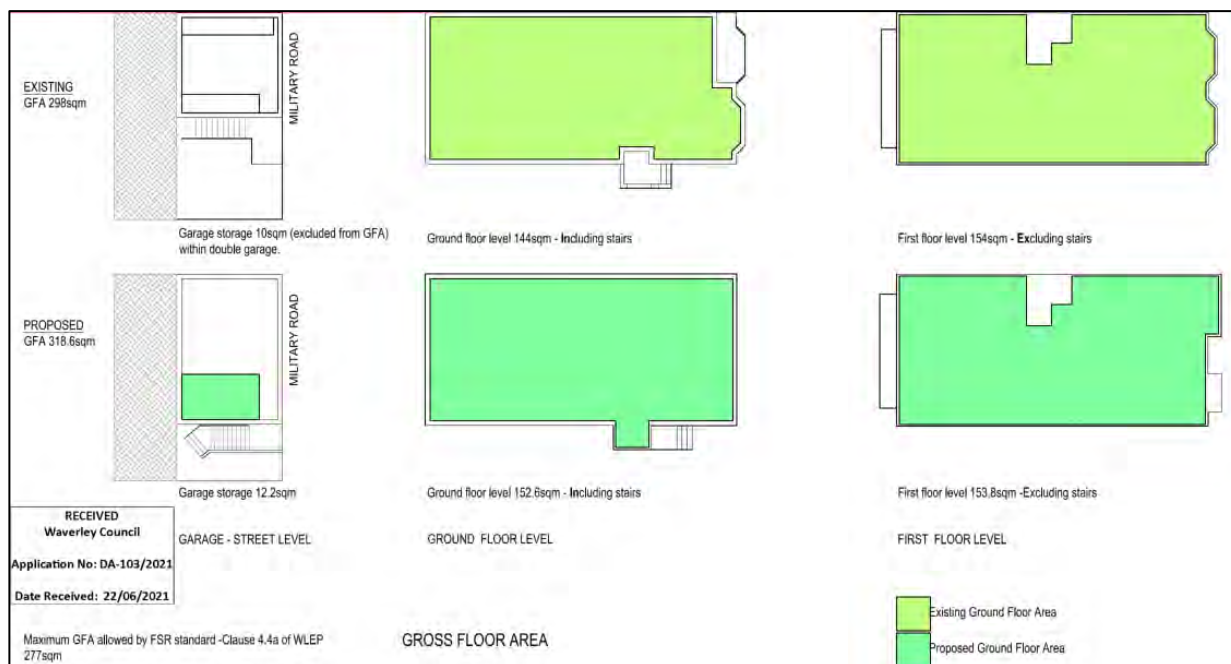 EXISTING
GFA 298sqm
MILITARY ROAD
Garage storage 10sqm (excluded from GFA)
within double garage.
Ground floor level 144sqm - Including stairs
First floor level 154sqm - Excluding stairs
PROPOSED
GFA 318.6sqm
MILITARY ROAD
Garage storage 12.2sqm
Ground floor level 152.6sqm - Including stairs
First floor level 153.8sqm -Excluding stairs
RECEIVED
Waverley Council
Application No: DA-103/2021
Date Received: 22/06/2021
GARAGE - STREET LEVEL
GROUND FLOOR LEVEL
FIRST FLOOR LEVEL
Maximum GFA allowed by FSR standard -Clause 4.4a of WLEP
277sqm
GROSS FLOOR AREA
Existing Ground Floor Area
Proposed Ground Floor Area